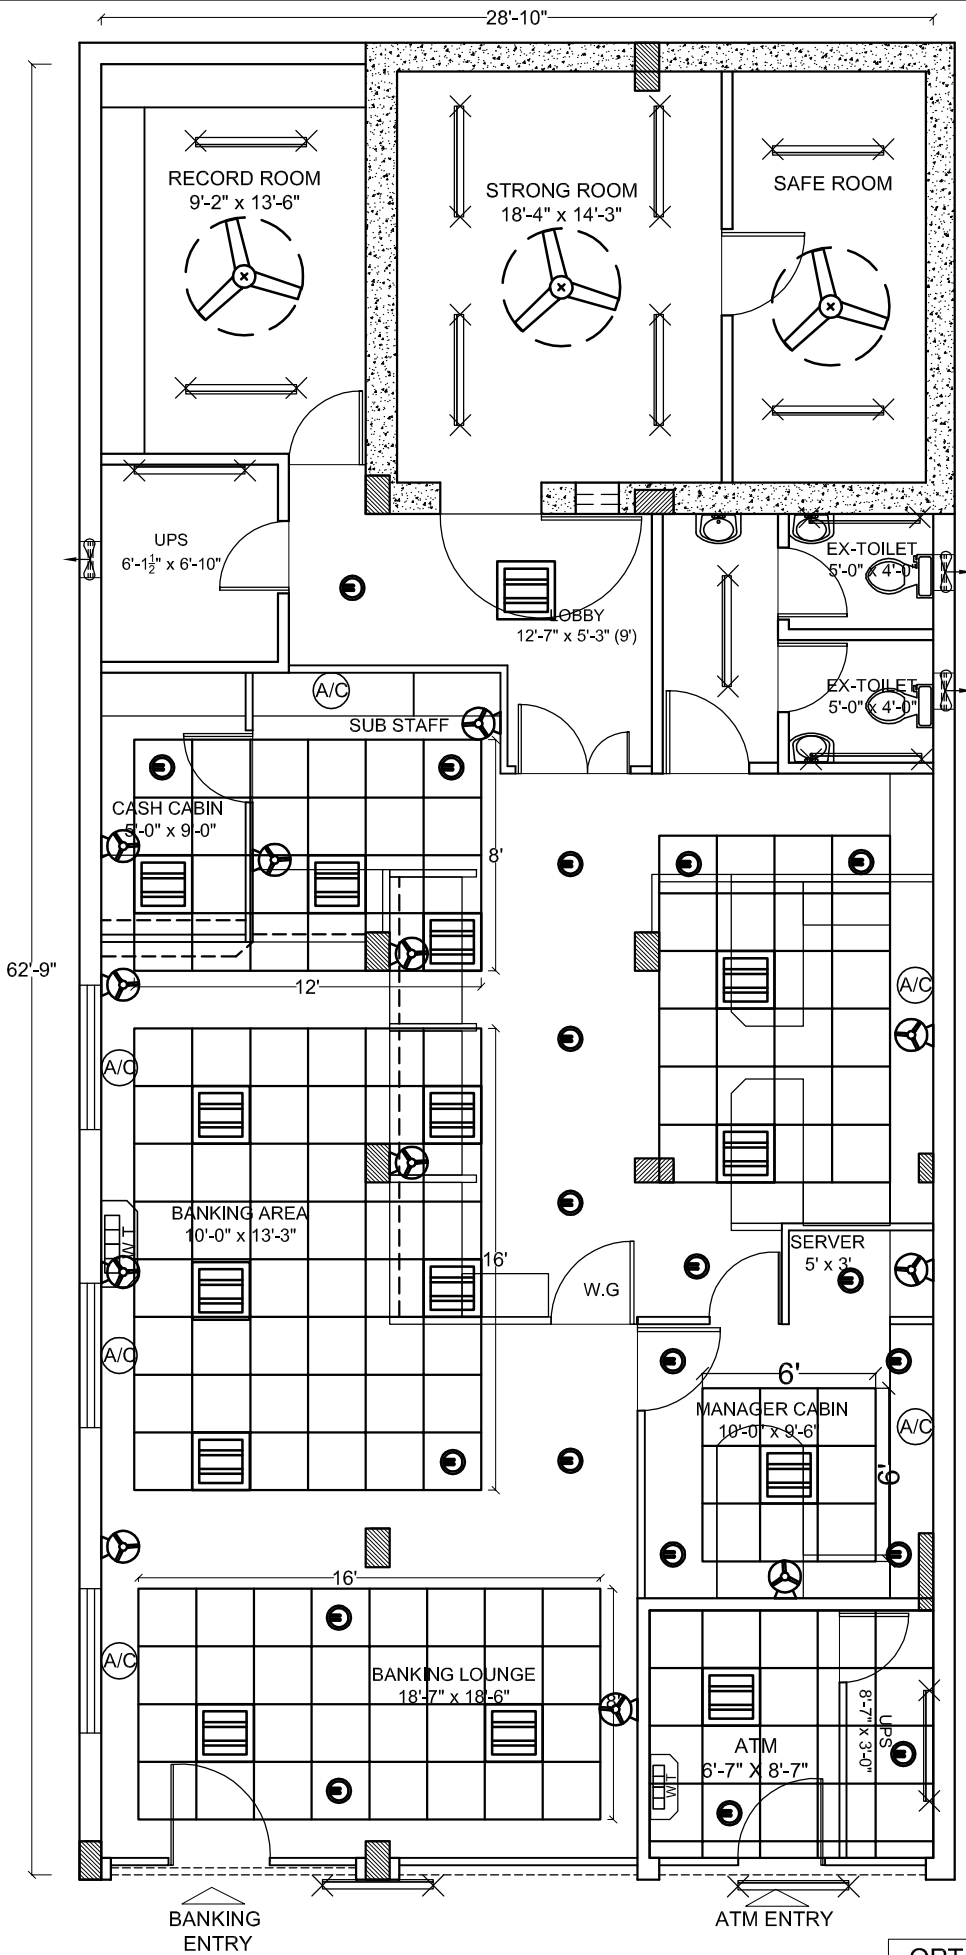 28'-10"
RECORD ROOM
9'-2" x 13'-6"
STRONG ROOM
18'-4" x 14'-3"
SAFE ROOM
UPS
6'-1½" x 6'-10"
EX-TOILET
5'-0" x 4'-0"
LOBBY
12'-7" x 5'-3" (9')
EX-TOILET
5'-0" x 4'-0"
A/C
SUB STAFF
CASH CABIN
5'-0" x 9'-0"
8'
62'-9"
12'
A/C
A/C
BANKING AREA
10'-0" x 13'-3"
16'
W.G
SERVER
5' x 3'
A/C
6'
MANAGER CABIN
10'-0" x 9'-6"
A/C
16'
A/C
BANKING LOUNGE
18'-7" x 18'-6"
8'
UPS
8'-7" x 3'-0"
ATM
6'-7" X 8'-7"
BANKING
ENTRY
ATM ENTRY